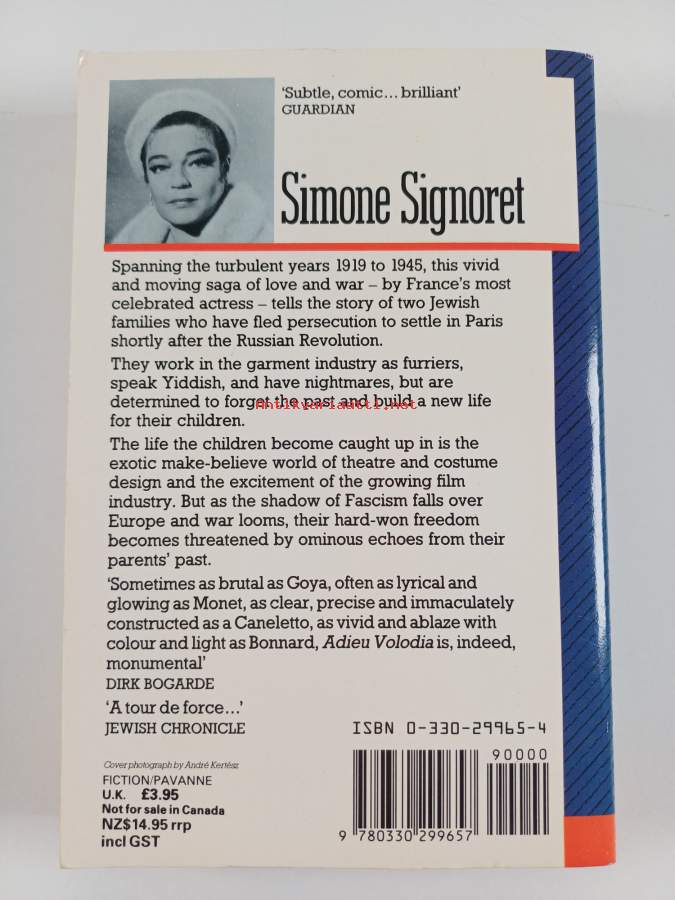 'Subtle, comic... brilliant'
GUARDIAN
Simone Signoret
Spanning the turbulent years 1919 to 1945, this vivid
and moving saga of love and war – by France's most
celebrated actress – tells the story of two Jewish
families who have fled persecution to settle in Paris
shortly after the Russian Revolution.
They work in the garment industry as furriers,
speak Yiddish, and have nightmares, but are
determined to forget the past and build a new life
Antikvariaatti.net
for their children.
The life the children become caught up in is the
exotic make-believe world of theatre and costume
design and the excitement of the growing film
industry. But as the shadow of Fascism falls over
Europe and war looms, their hard-won freedom
becomes threatened by ominous echoes from their
parents' past.
'Sometimes as brutal as Goya, often as lyrical and
glowing as Monet, as clear, precise and immaculately
constructed as a Caneletto, as vivid and ablaze with
colour and light as Bonnard, Adieu Volodia is, indeed,
monumental'
DIRK BOGARDE
'A tour de force...'
JEWISH CHRONICLE
ISBN 0-330-29965-4
90000
Cover photograph by André Kertész
FICTION/PAVANNE
U.K. £3.95
Not for sale in Canada
NZ$14.95 rrp
incl GST
9 780330 299657